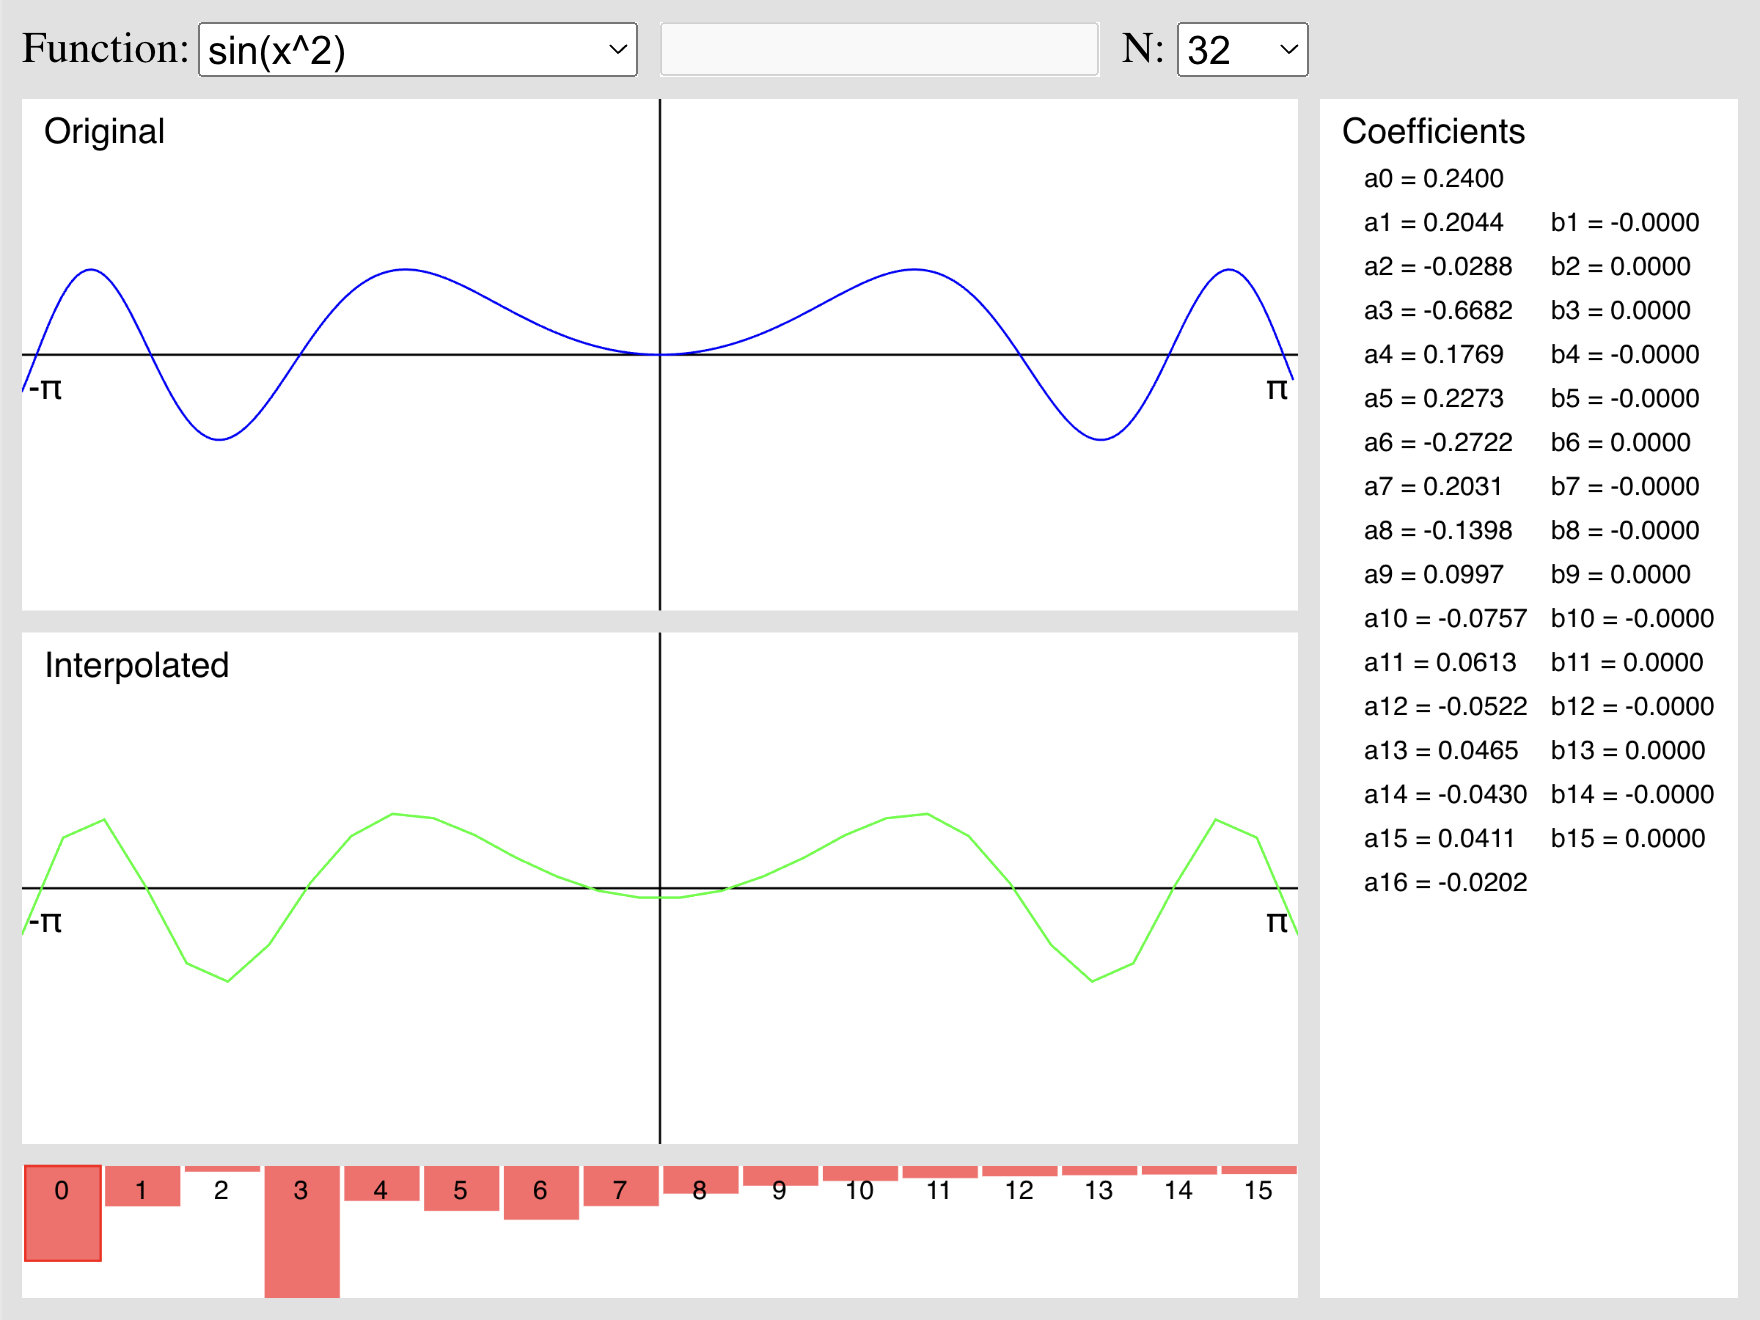 Function: sin(x^2) N: 32
Original
-π π
Interpolated
-π π
0 1 2 3 4 5 6 7 8 9 10 11 12 13 14 15
Coefficients
a0 = 0.2400
a1 = 0.2044 b1 = -0.0000
a2 = -0.0288 b2 = 0.0000
a3 = -0.6682 b3 = 0.0000
a4 = 0.1769 b4 = -0.0000
a5 = 0.2273 b5 = -0.0000
a6 = -0.2722 b6 = 0.0000
a7 = 0.2031 b7 = -0.0000
a8 = -0.1398 b8 = -0.0000
a9 = 0.0997 b9 = 0.0000
a10 = -0.0757 b10 = -0.0000
a11 = 0.0613 b11 = 0.0000
a12 = -0.0522 b12 = -0.0000
a13 = 0.0465 b13 = 0.0000
a14 = -0.0430 b14 = -0.0000
a15 = 0.0411 b15 = 0.0000
a16 = -0.0202